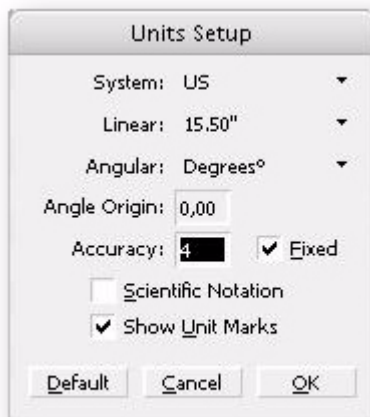 Units Setup
System: US
Linear: 15.50"
Angular: Degreesº
Angle Origin: 0,00
Accuracy: 4 Fixed
Scientific Notation
Show Unit Marks
Default Cancel OK